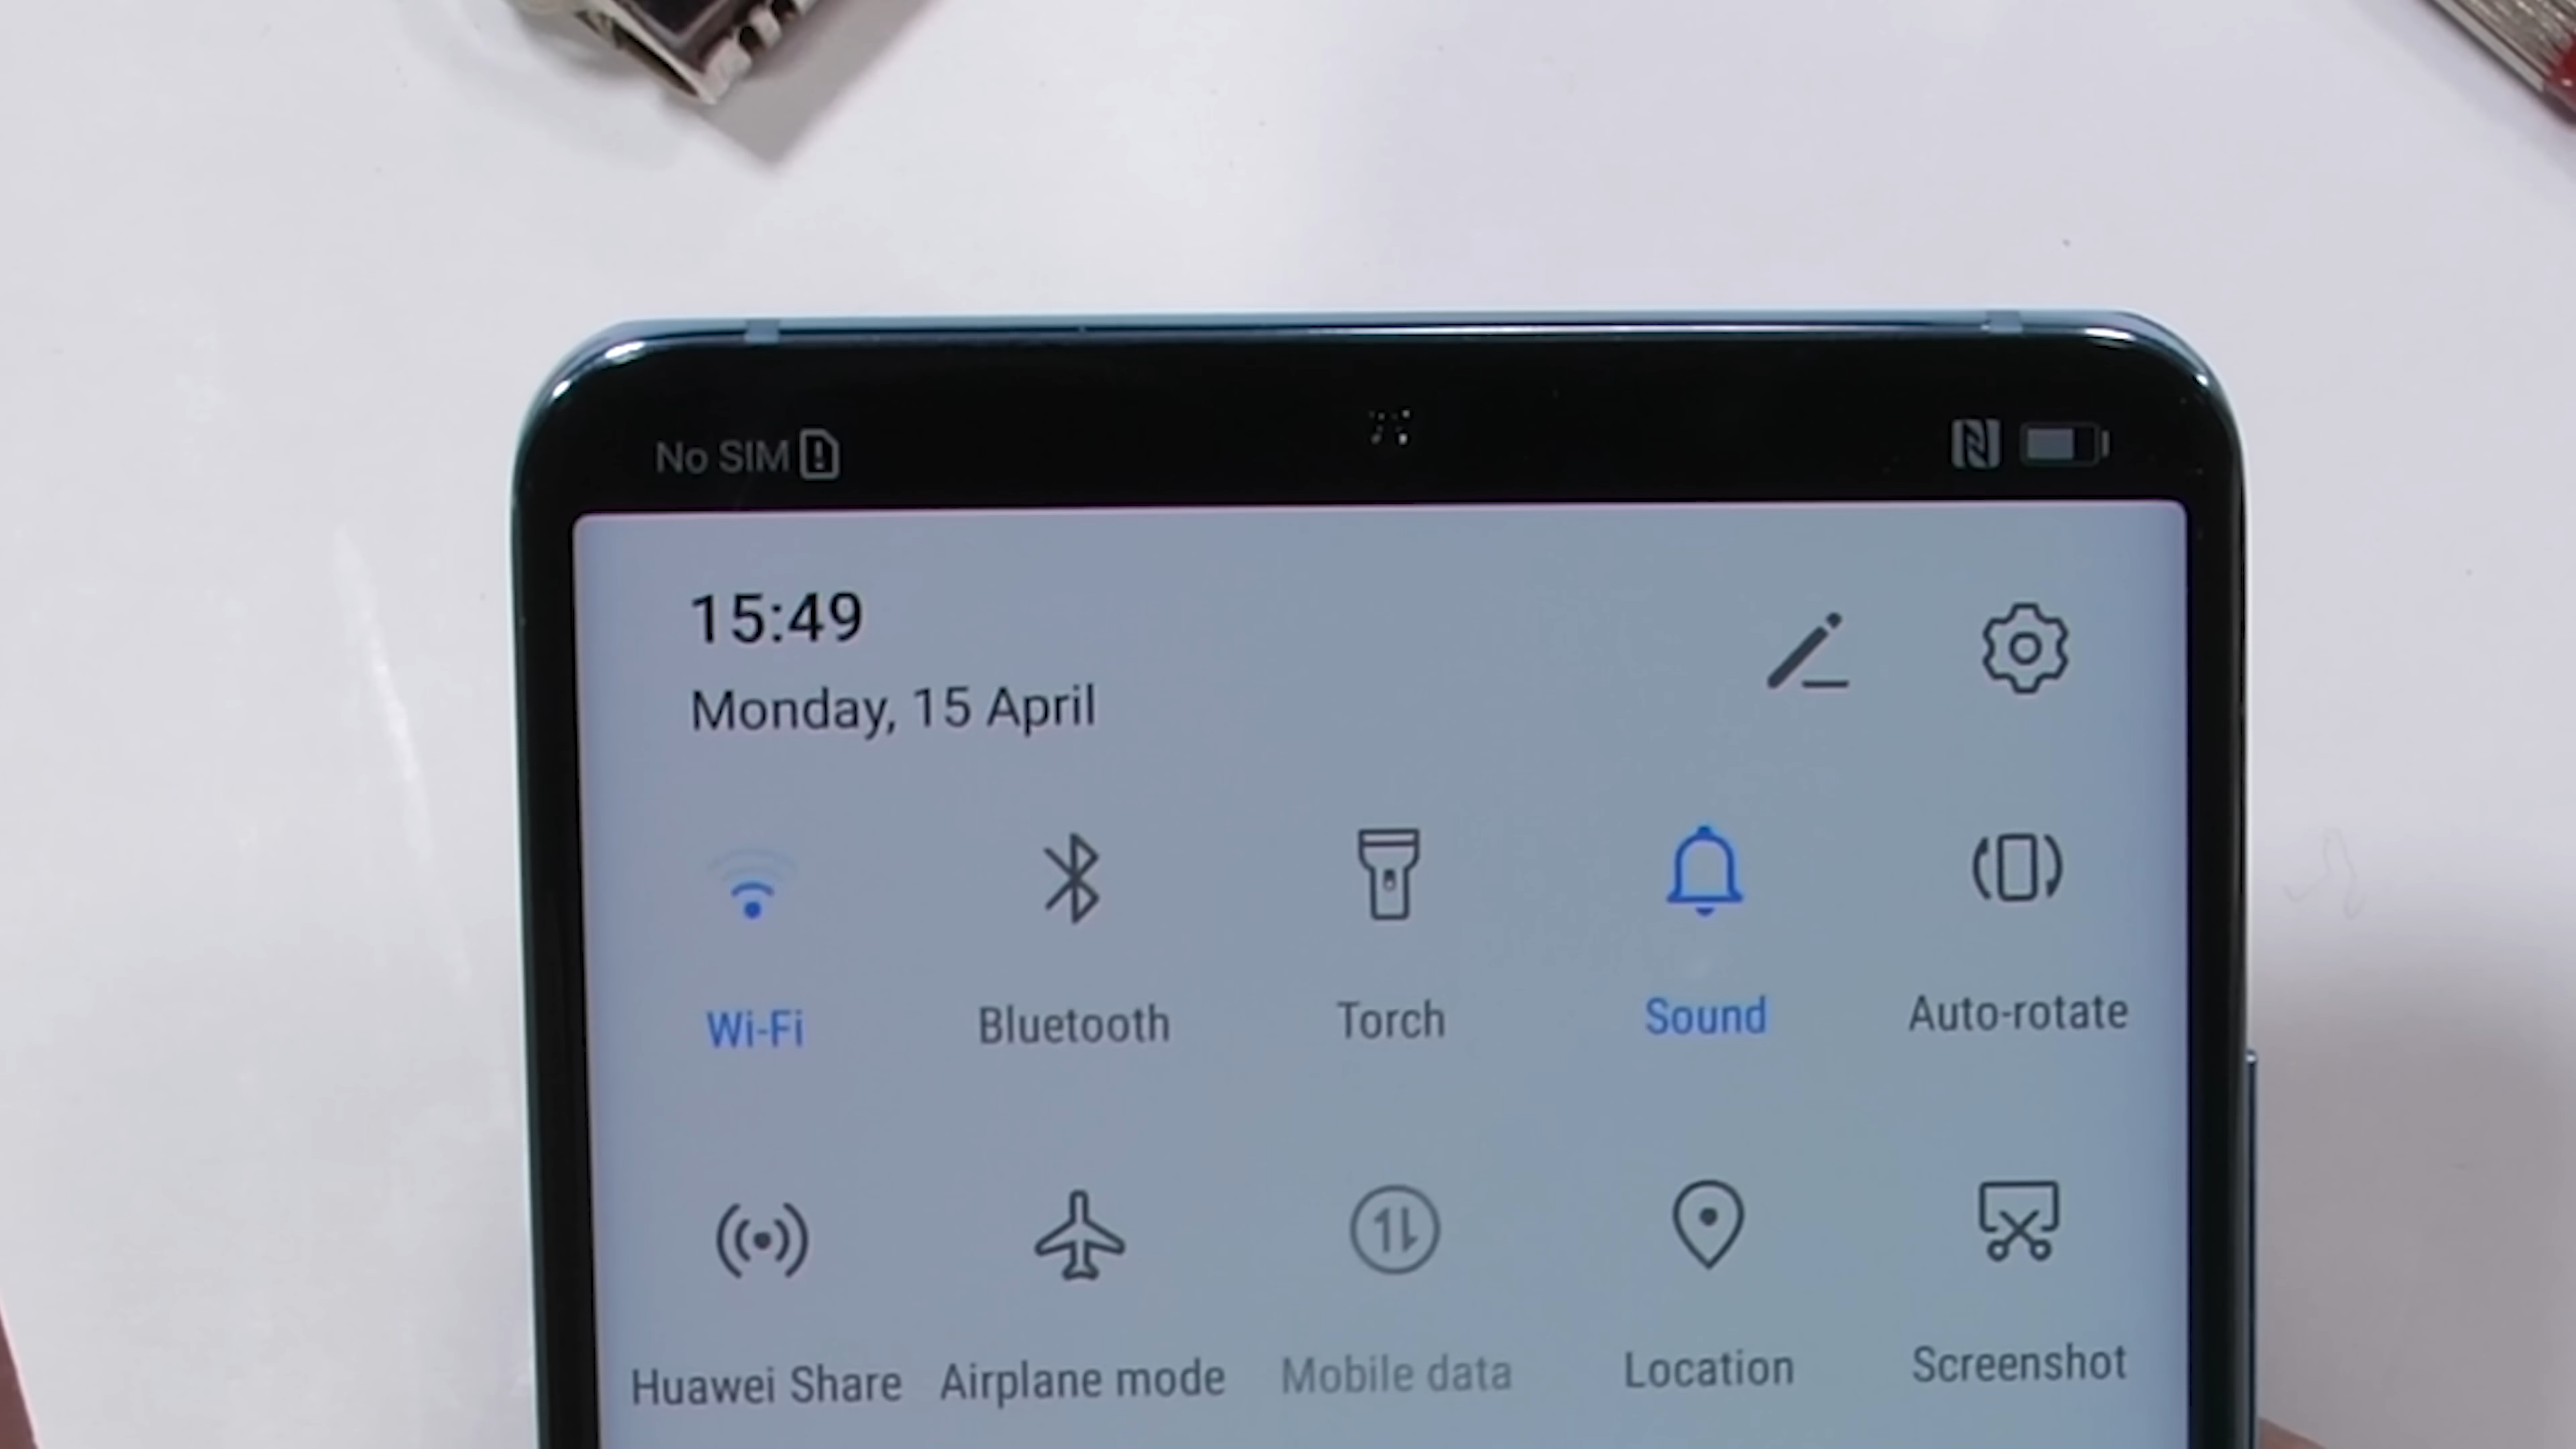 No SIM
15:49
Monday, 15 April
Wi-Fi Bluetooth Torch Sound Auto-rotate
Huawei Share Airplane mode Mobile data Location Screenshot